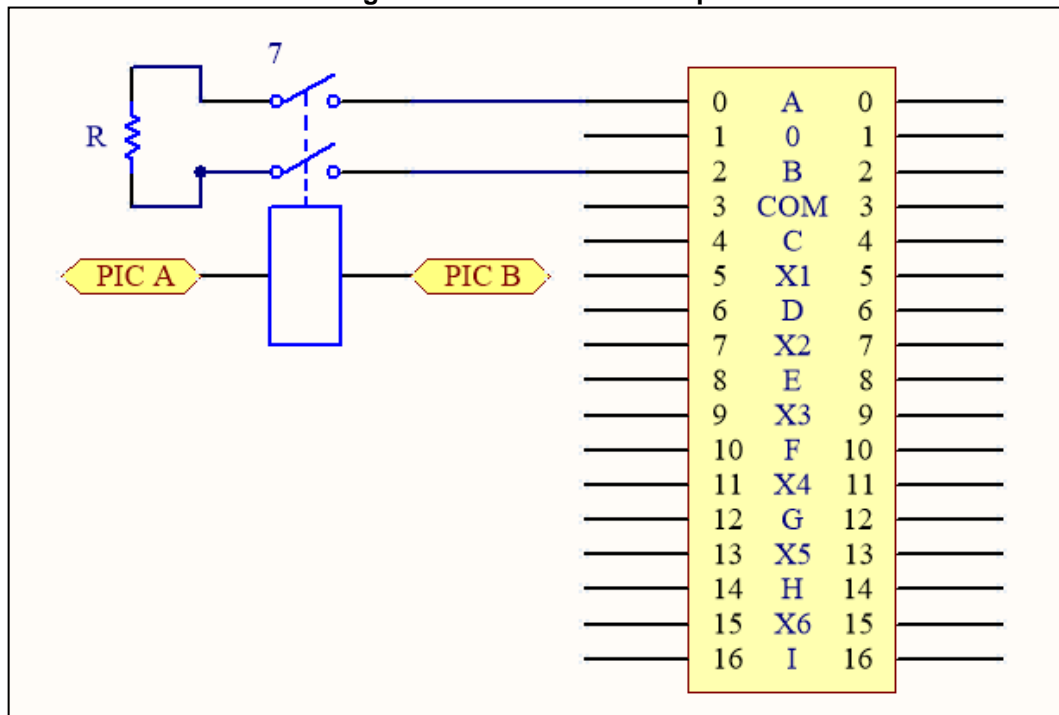 7
R
PIC A PIC B
0 A 0
1 0 1
2 B 2
3 COM 3
4 C 4
5 X1 5
6 D 6
7 X2 7
8 E 8
9 X3 9
10 F 10
11 X4 11
12 G 12
13 X5 13
14 H 14
15 X6 15
16 I 16